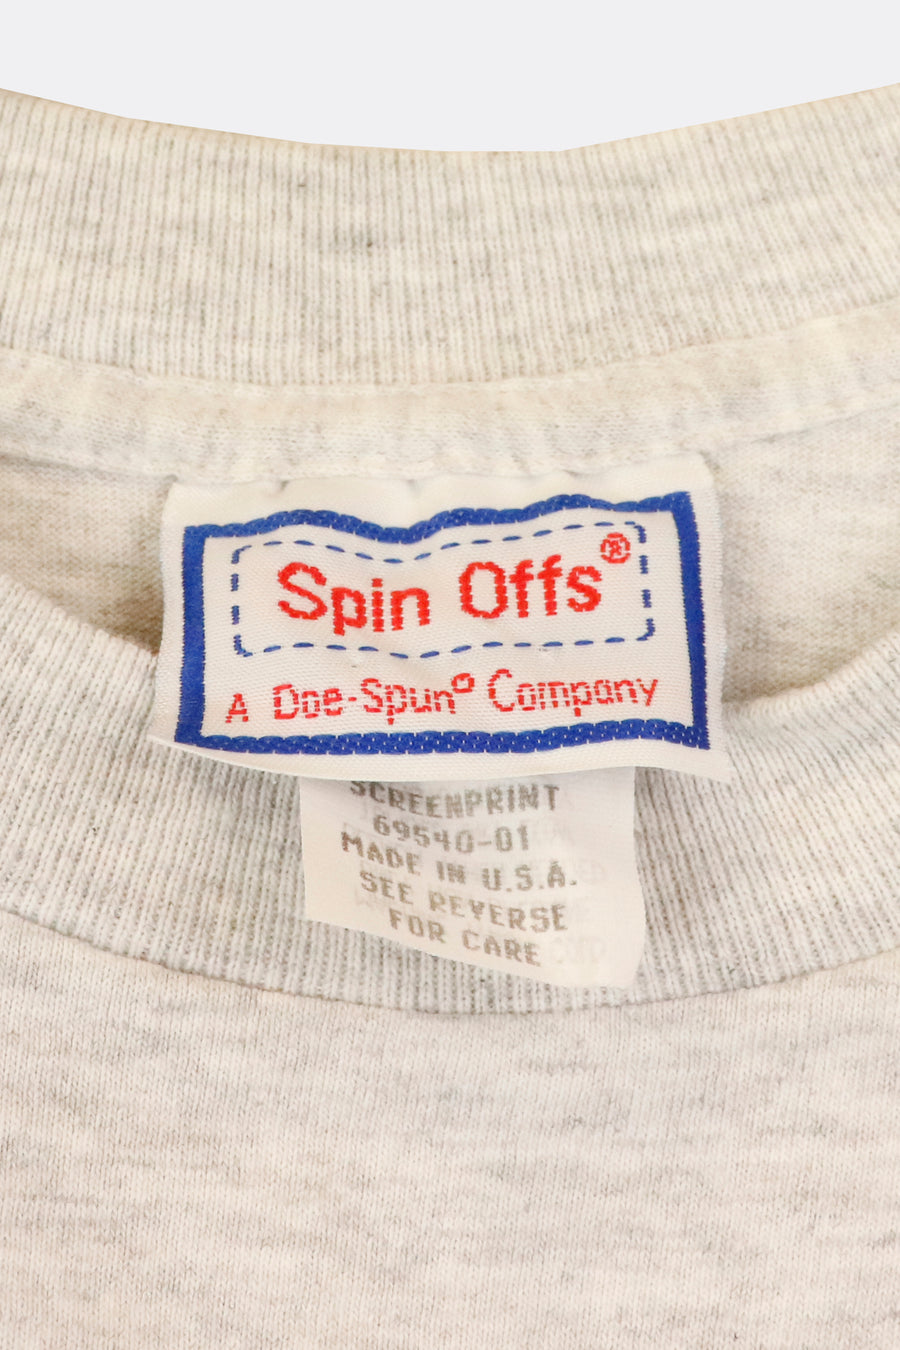 Spin Offs®
A Doe-Spun® Company
SCREENPRINT
69540-01
MADE IN U.S.A.
SEE REVERSE
FOR CARE